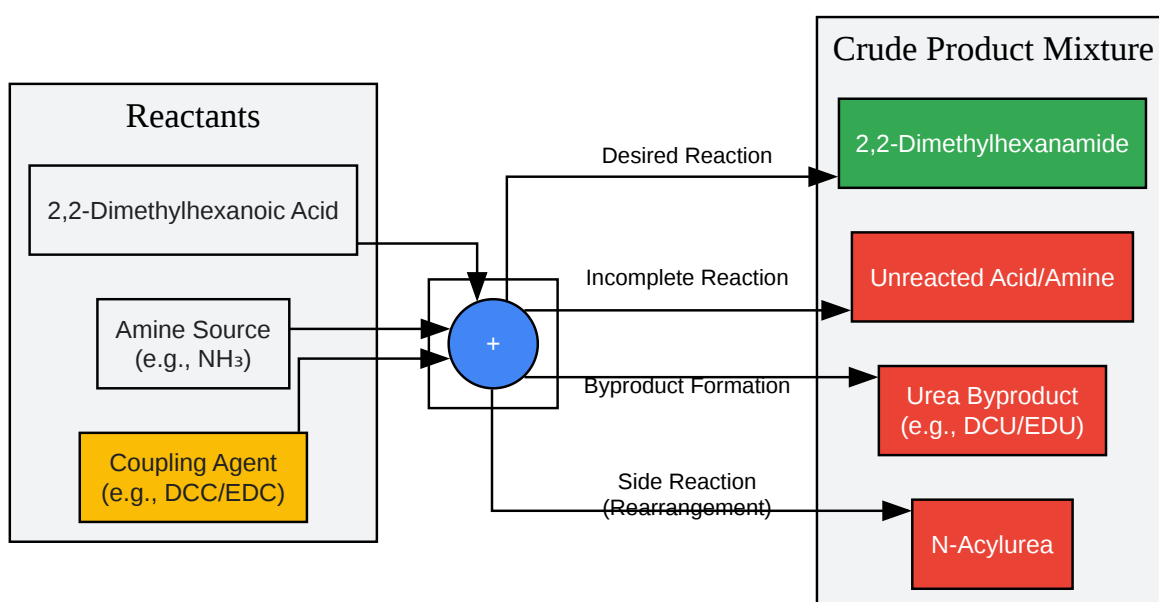 Reactants
2,2-Dimethylhexanoic Acid
Amine Source
(e.g., NH₃)
Coupling Agent
(e.g., DCC/EDC)
+
Desired Reaction
Incomplete Reaction
Byproduct Formation
Side Reaction
(Rearrangement)
Crude Product Mixture
2,2-Dimethylhexanamide
Unreacted Acid/Amine
Urea Byproduct
(e.g., DCU/EDU)
N-Acylurea